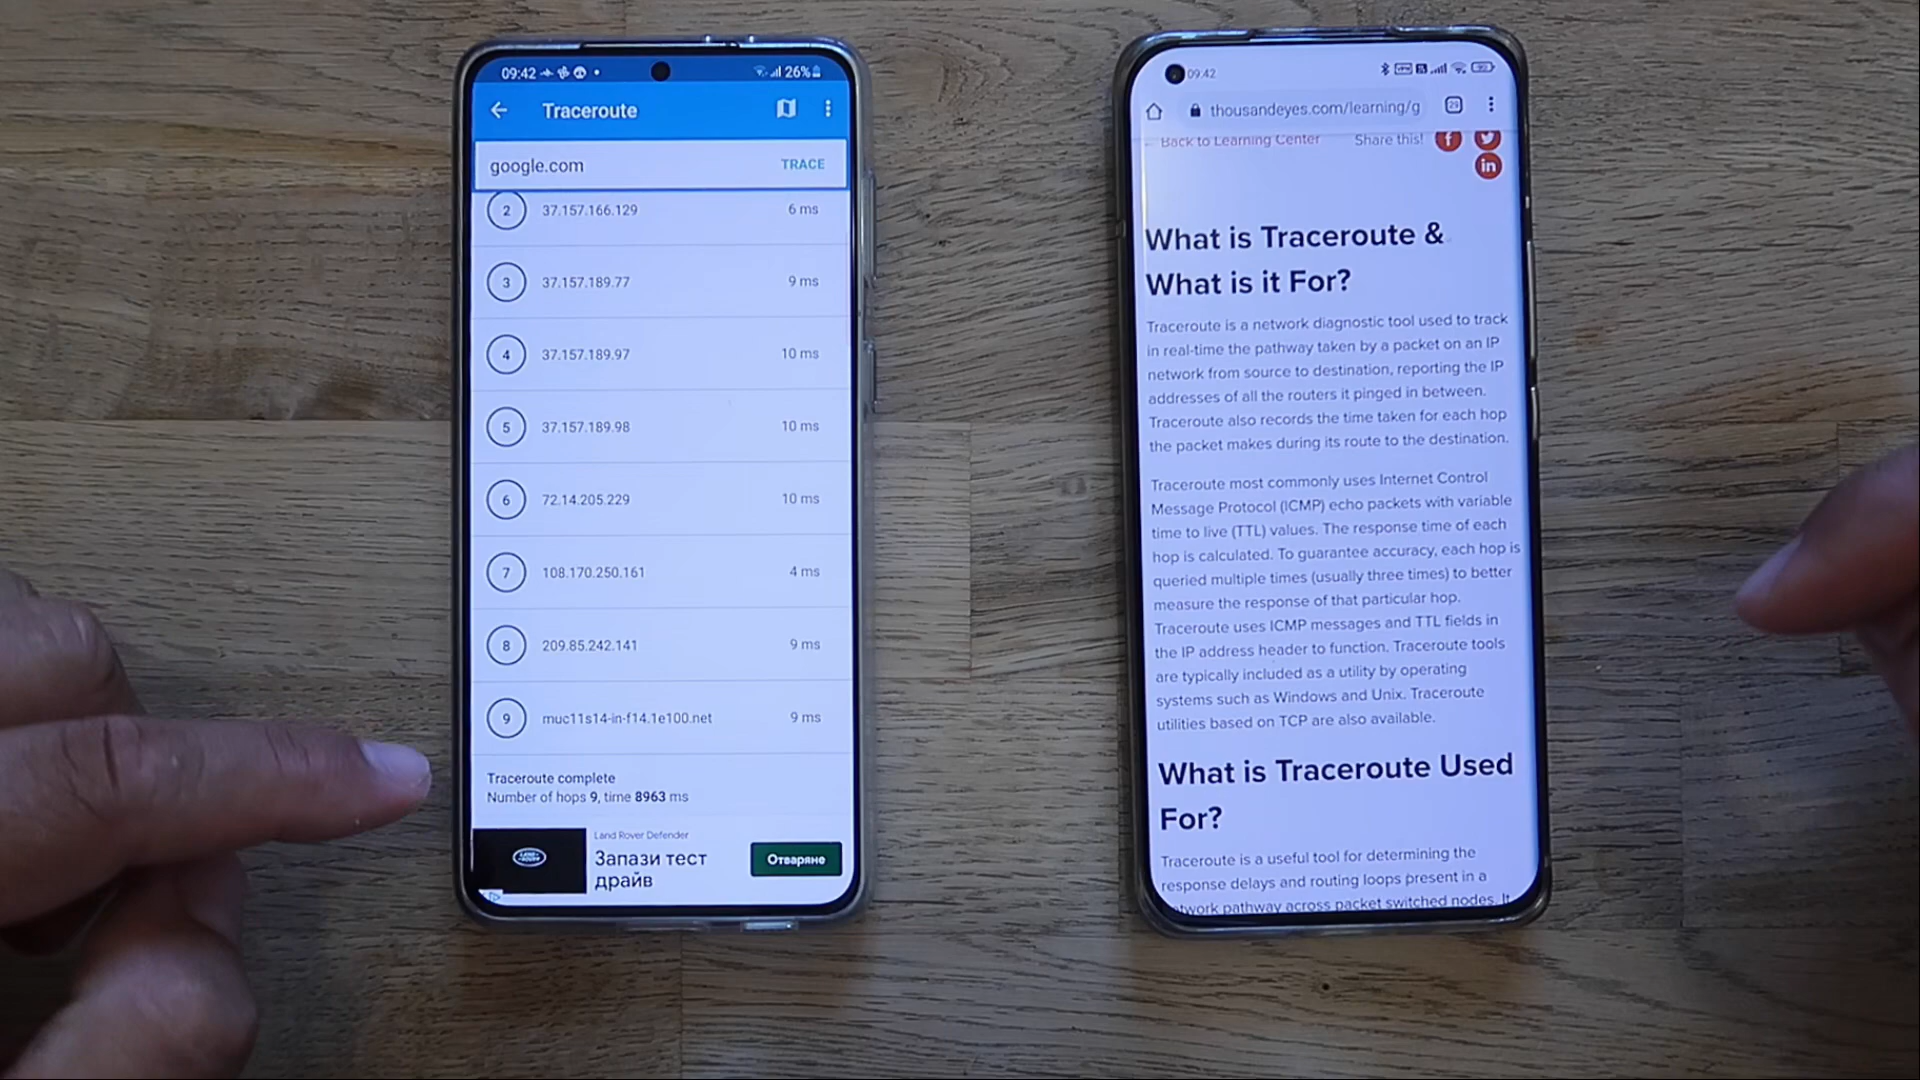 09:42
26%
Traceroute
google.com
TRACE
2 37.157.166.129 6 ms
3 37.157.189.77 9 ms
4 37.157.189.97 10 ms
5 37.157.189.98 10 ms
6 72.14.205.229 10 ms
7 108.170.250.161 4 ms
8 209.85.242.141 9 ms
9 muc11s14-in-f14.1e100.net 9 ms
Traceroute complete
Number of hops 9, time 8963 ms
Land Rover Defender
Запази тест
драйв
Отваряне
09:42
thousandeyes.com/learning/g
Back to Learning Center
Share this!
f
in
What is Traceroute &
What is it For?
Traceroute is a network diagnostic tool used to track
in real-time the pathway taken by a packet on an IP
network from source to destination, reporting the IP
addresses of all the routers it pinged in between.
Traceroute also records the time taken for each hop
the packet makes during its route to the destination.
Traceroute most commonly uses Internet Control
Message Protocol (ICMP) echo packets with variable
time to live (TTL) values. The response time of each
hop is calculated. To guarantee accuracy, each hop is
queried multiple times (usually three times) to better
measure the response of that particular hop.
Traceroute uses ICMP messages and TTL fields in
the IP address header to function. Traceroute tools
are typically included as a utility by operating
systems such as Windows and Unix. Traceroute
utilities based on TCP are also available.
What is Traceroute Used
For?
Traceroute is a useful tool for determining the
response delays and routing loops present in a
network pathway across packet switched nodes. It